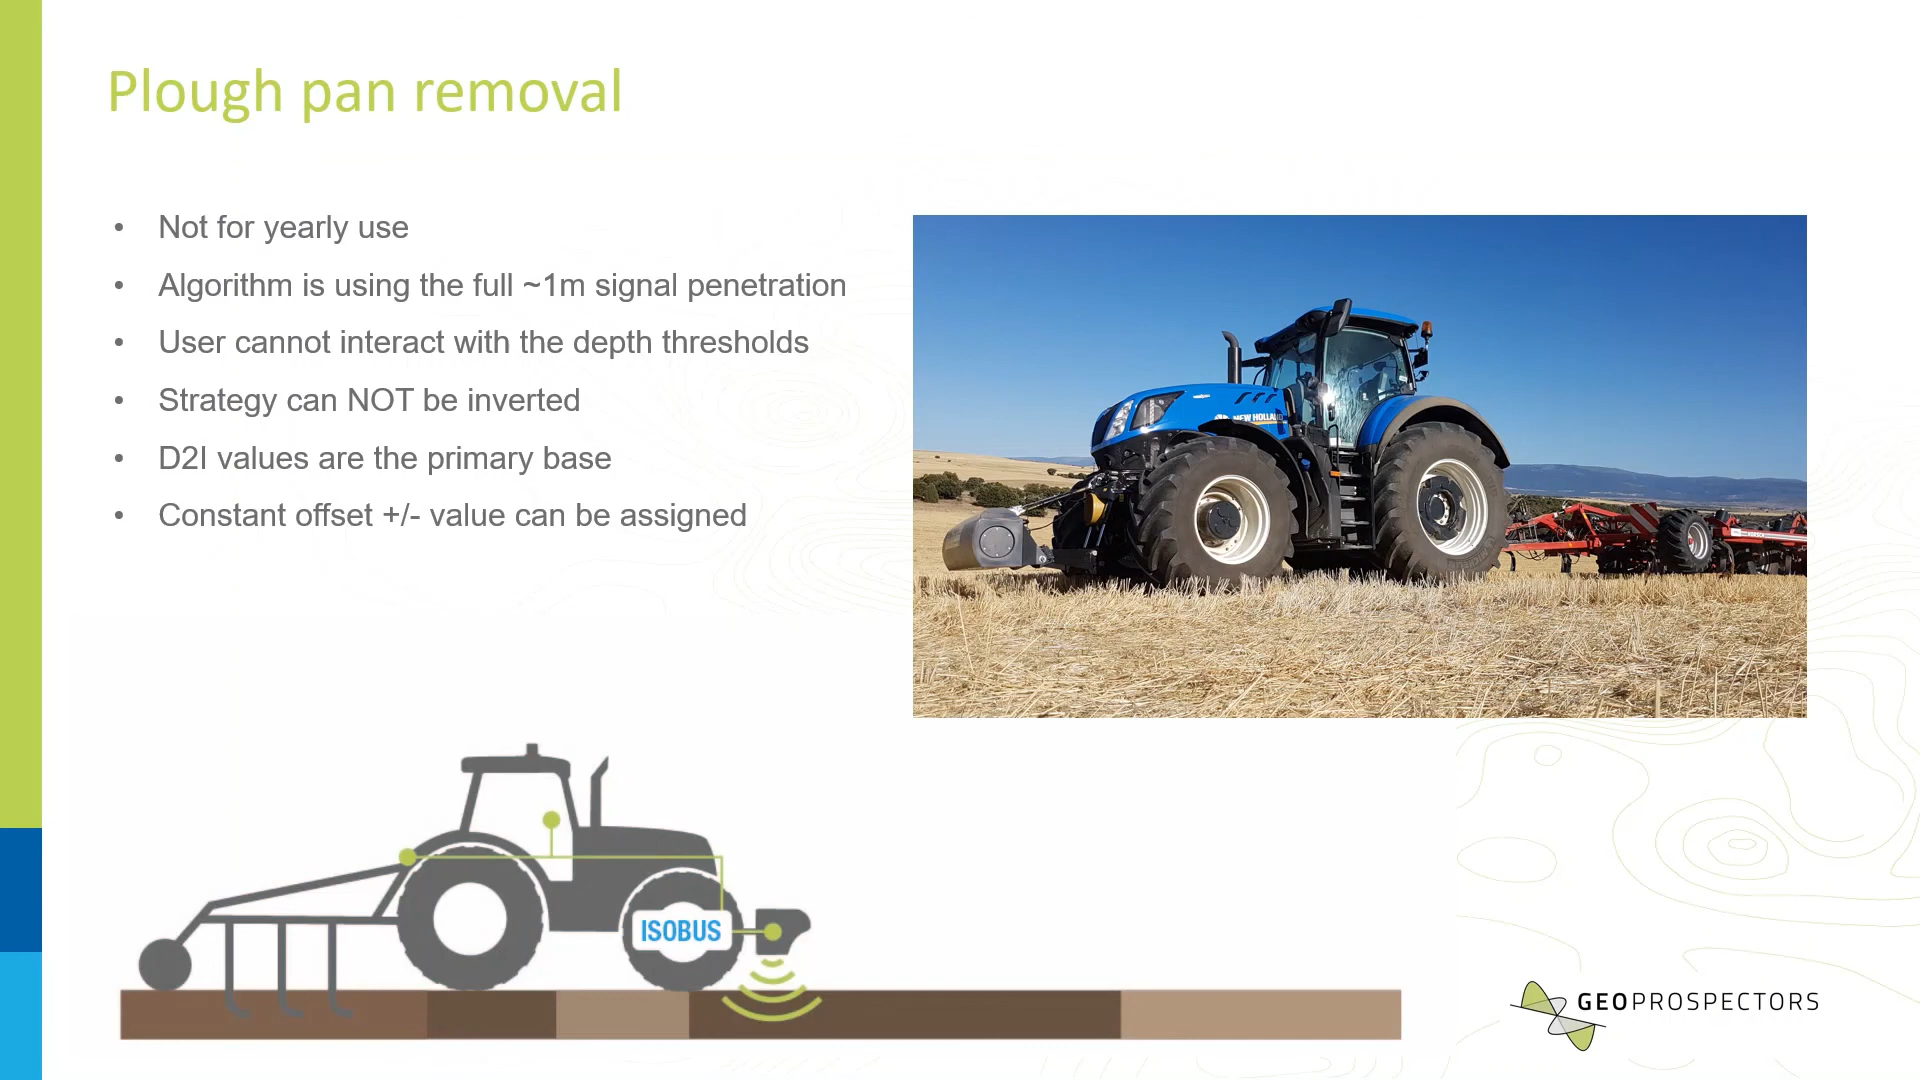 Plough pan removal
• Not for yearly use
• Algorithm is using the full ~1m signal penetration
• User cannot interact with the depth thresholds
• Strategy can NOT be inverted
• D2I values are the primary base
• Constant offset +/- value can be assigned
NEW HOLLAND
ISOBUS
GEOPROSPECTORS